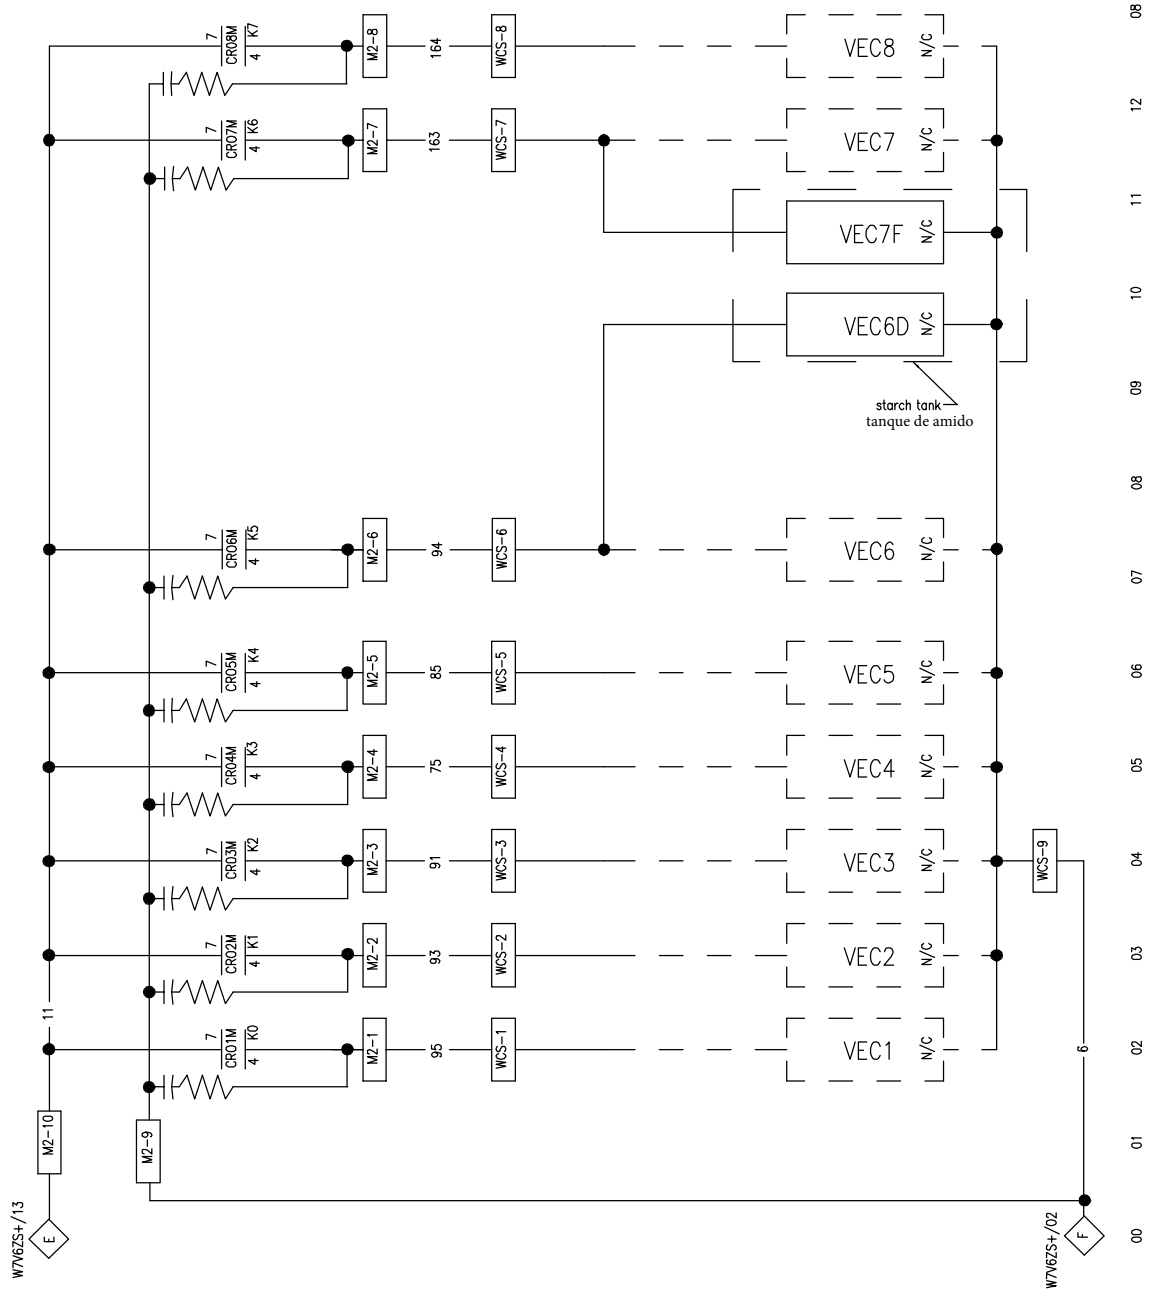 08
7
CR08M
4 K7
M2-8
164
WCS-8
VEC8
N/C
12
7
CR07M
4 K6
M2-7
163
WCS-7
VEC7
N/C
11
VEC7F
N/C
10
VEC6D
N/C
09
starch tank
tanque de amido
08
7
CR06M
4 K5
M2-6
94
WCS-6
VEC6
N/C
07
7
CR05M
4 K4
M2-5
85
WCS-5
VEC5
N/C
06
7
CR04M
4 K3
M2-4
75
WCS-4
VEC4
N/C
05
7
CR03M
4 K2
M2-3
91
WCS-3
VEC3
N/C
WCS-9
04
7
CR02M
4 K1
M2-2
93
WCS-2
VEC2
N/C
03
11
7
CR01M
4 K0
M2-1
95
WCS-1
VEC1
N/C
6
02
M2-10
M2-9
01
W7V6ZS+/13
E
W7V6ZS+/02
F
00